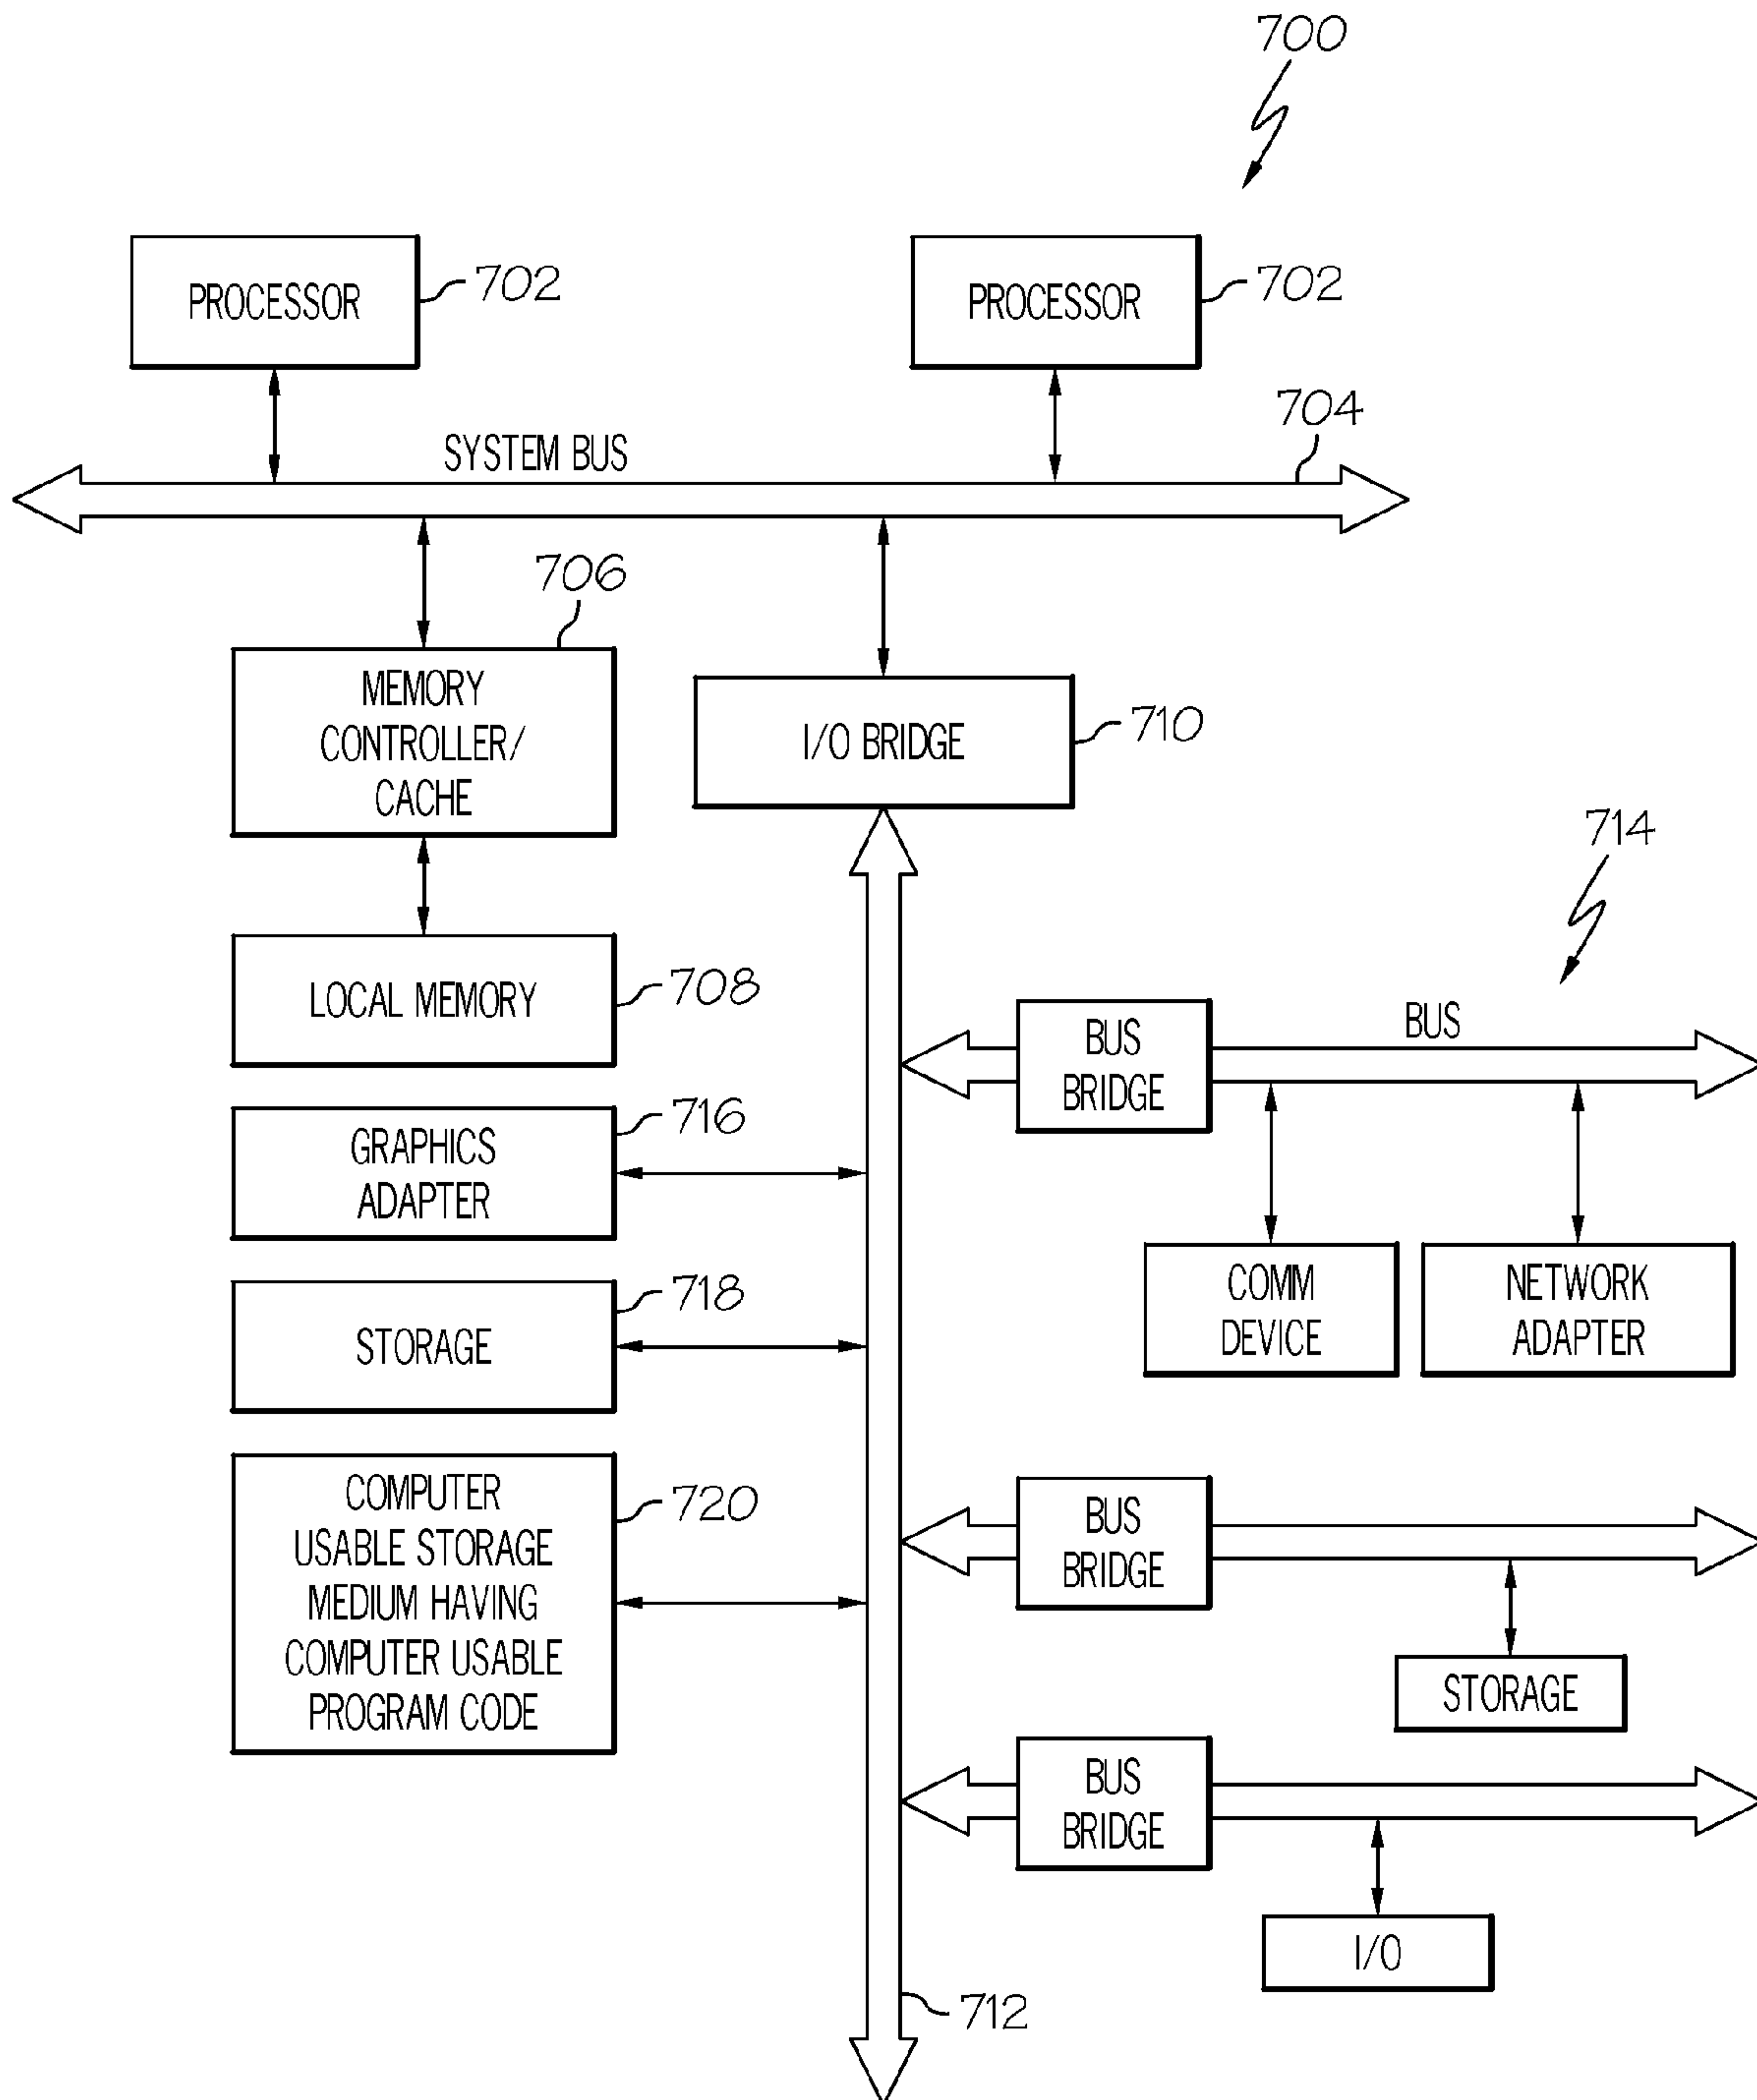 700
PROCESSOR
702
PROCESSOR
702
704
SYSTEM BUS
706
MEMORY
CONTROLLER/
CACHE
I/O BRIDGE
710
714
LOCAL MEMORY
708
BUS
BRIDGE
BUS
GRAPHICS
ADAPTER
716
COMM
DEVICE
NETWORK
ADAPTER
STORAGE
718
COMPUTER
USABLE STORAGE
MEDIUM HAVING
COMPUTER USABLE
PROGRAM CODE
720
BUS
BRIDGE
STORAGE
BUS
BRIDGE
I/O
712